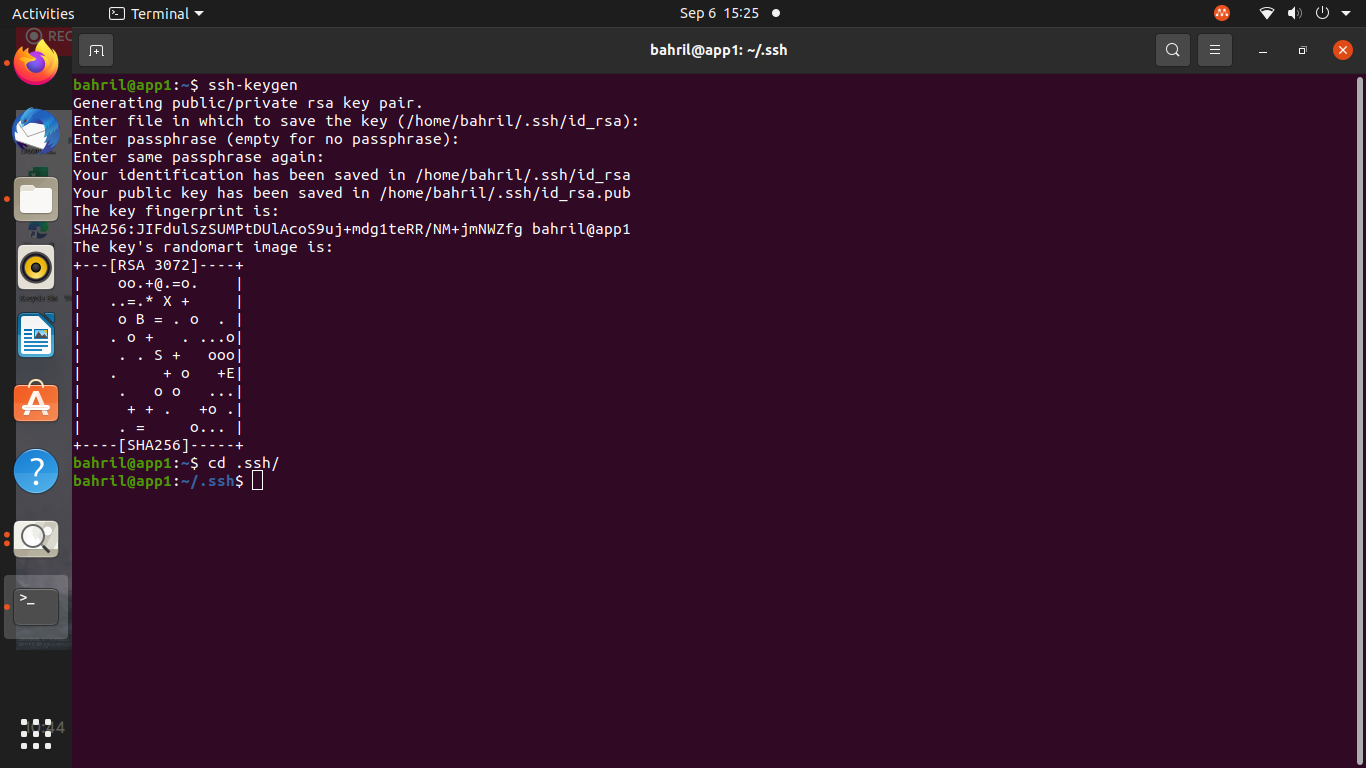 Activities
Terminal
Sep 6 15:25
REC
bahril@app1: ~/.ssh
bahril@app1:~$ ssh-keygen
Generating public/private rsa key pair.
Enter file in which to save the key (/home/bahril/.ssh/id_rsa):
Enter passphrase (empty for no passphrase):
Enter same passphrase again:
Your identification has been saved in /home/bahril/.ssh/id_rsa
Your public key has been saved in /home/bahril/.ssh/id_rsa.pub
The key fingerprint is:
SHA256:JIFdulSzSUMPtDUlAcoS9uj+mdg1teRR/NM+jmNWZfg bahril@app1
The key's randomart image is:
+---[RSA 3072]----+
|    oo.+@.=o.    |
|   ..=.* X +     |
|    o B = . o  . |
|   . o +   . ...o|
|    . . S +   ooo|
|   .     + o   +E|
|    .   o o   ...|
|     + + .   +o .|
|    . =     o... |
+----[SHA256]-----+
bahril@app1:~$ cd .ssh/
bahril@app1:~/.ssh$